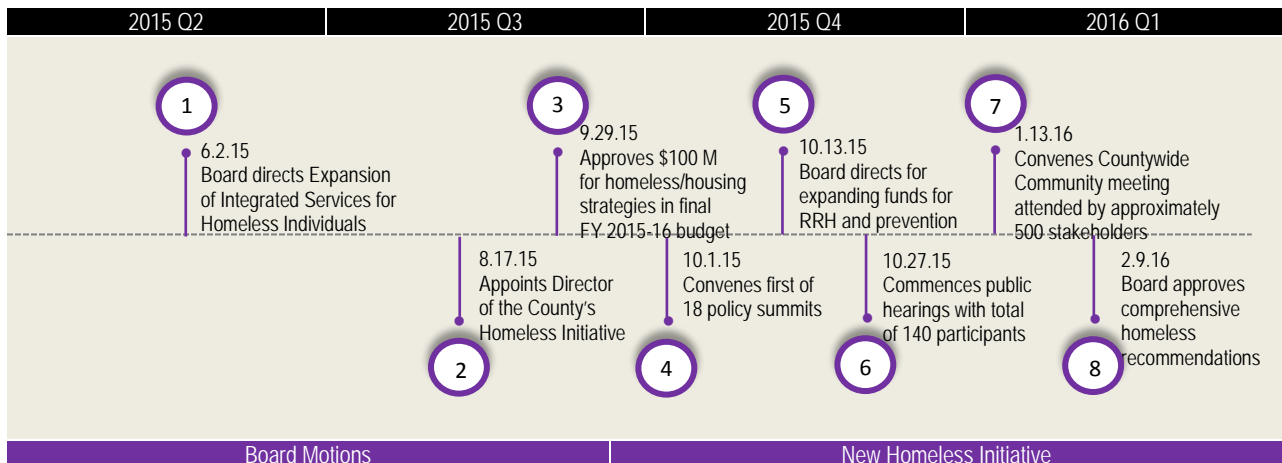 2015 Q2
2015 Q3
2015 Q4
2016 Q1
1
6.2.15
Board directs Expansion
of Integrated Services for
Homeless Individuals
2
8.17.15
Appoints Director
of the County's
Homeless Initiative
3
9.29.15
Approves $100 M
for homeless/housing
strategies in final
FY 2015-16 budget
4
10.1.15
Convenes first of
18 policy summits
5
10.13.15
Board directs for
expanding funds for
RRH and prevention
6
10.27.15
Commences public
hearings with total
of 140 participants
7
1.13.16
Convenes Countywide
Community meeting
attended by approximately
500 stakeholders
8
2.9.16
Board approves
comprehensive
homeless
recommendations
Board Motions
New Homeless Initiative